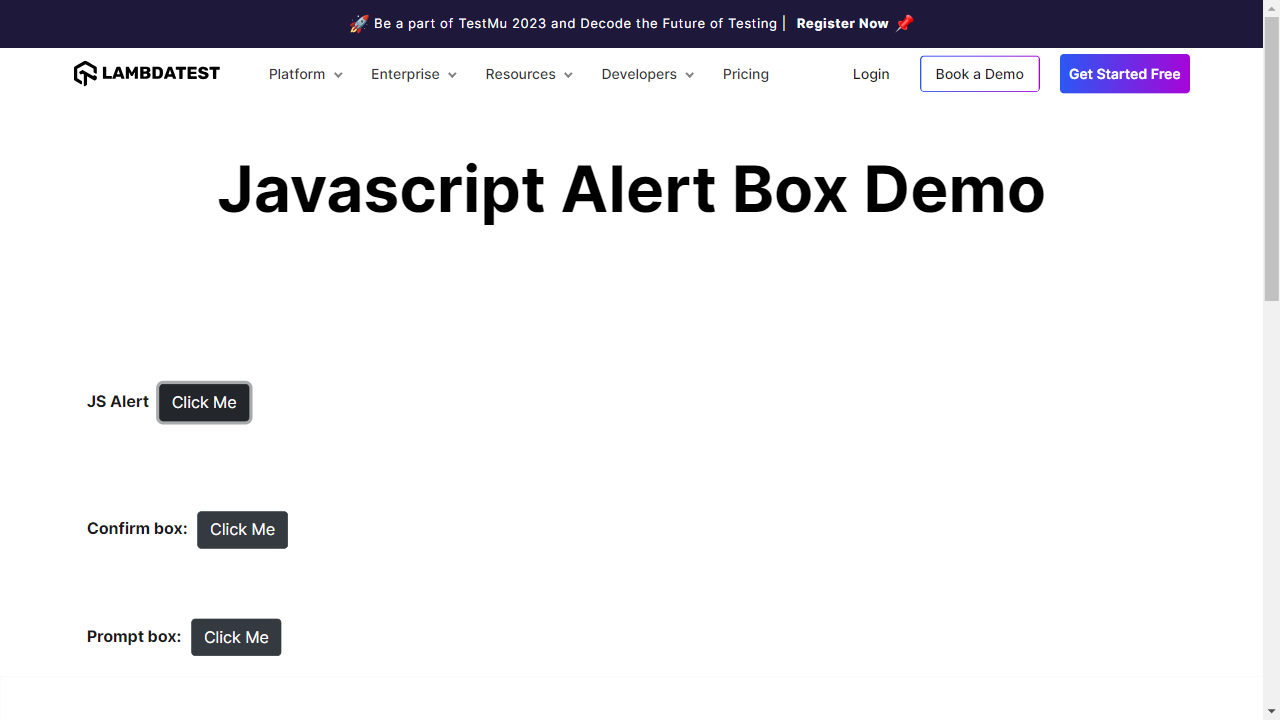 🚀 Be a part of TestMu 2023 and Decode the Future of Testing | Register Now 📌
LAMBDATEST Platform Enterprise Resources Developers Pricing Login Book a Demo Get Started Free
Javascript Alert Box Demo
JS Alert Click Me
Confirm box: Click Me
Prompt box: Click Me